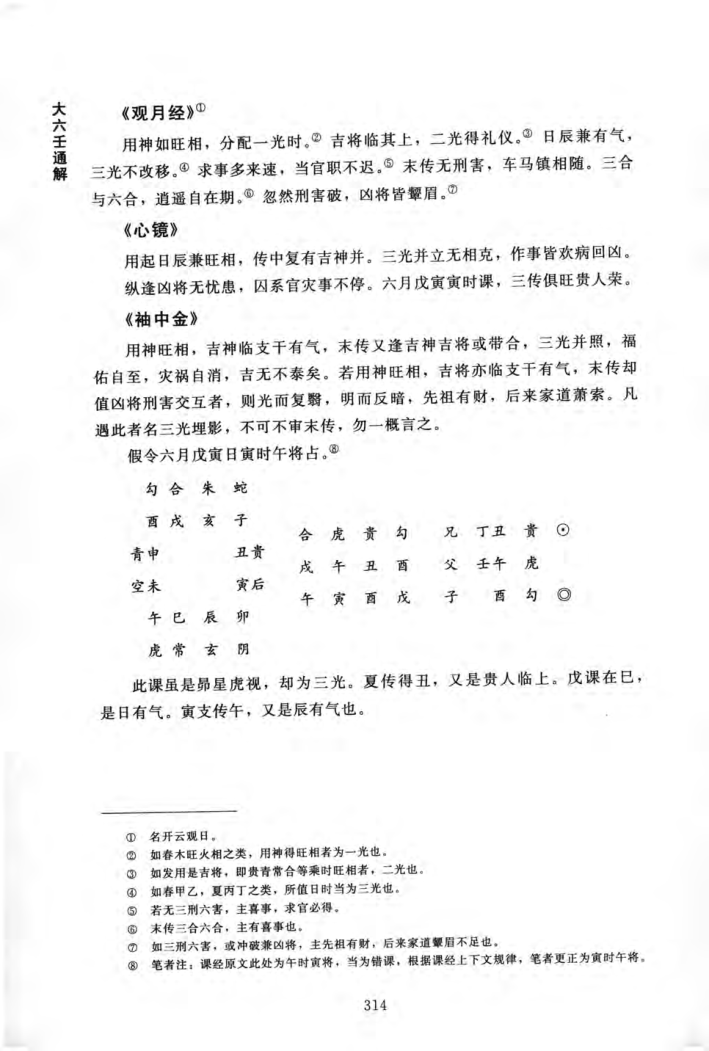 大六壬通解
《观月经》①
用神如旺相，分配一光时。② 吉将临其上，二光得礼仪。③ 日辰兼有气，
三光不改移。④ 求事多来速，当官职不迟。⑤ 末传无刑害，车马镇相随。三合
与六合，逍遥自在期。⑥ 忽然刑害破，凶将皆颦眉。⑦
《心镜》
用起日辰兼旺相，传中复有吉神并。三光并立无相克，作事皆欢病回凶。
纵逢凶将无忧患，囚系官灾事不停。六月戊寅寅时课，三传俱旺贵人荣。
《袖中金》
用神旺相，吉神临支干有气，末传又逢吉神吉将或带合，三光并照，福
佑自至，灾祸自消，吉无不泰矣。若用神旺相，吉将亦临支干有气，末传却
值凶将刑害交互者，则光而复翳，明而反暗，先祖有财，后来家道萧索。凡
遇此者名三光埋影，不可不审末传，勿一概言之。
假令六月戊寅日寅时午将占。⑧
勾 合 朱 蛇
酉 戌 亥 子
青申 丑贵
空未 寅后
午 巳 辰 卯
虎 常 玄 阴
合 虎 贵 勾
戌 午 丑 酉
午 寅 酉 戊
兄 丁丑 贵 ⊙
父 壬午 虎
子 酉 勾 ◎
此课虽是昴星虎视，却为三光。夏传得丑，又是贵人临上。戊课在巳，
是日有气。寅支传午，又是辰有气也。
① 名开云观日。
② 如春木旺火相之类，用神得旺相者为一光也。
③ 如发用是吉将，即贵青常合等乘时旺相者，二光也。
④ 如春甲乙，夏丙丁之类，所值日时当为三光也。
⑤ 若无三刑六害，主喜事，求官必得。
⑥ 末传三合六合，主有喜事也。
⑦ 如三刑六害，或冲破兼凶将，主先祖有财，后来家道颦眉不足也。
⑧ 笔者注：课经原文此处为午时寅将，当为错课，根据课经上下文规律，笔者更正为寅时午将。
314